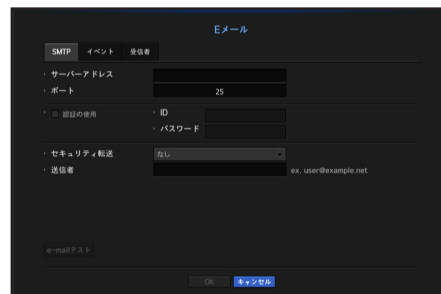 Eメール
SMTP イベント 受信者
・サーバーアドレス
・ポート 25
・認証の使用 ・ID
・パスワード
・セキュリティ転送 なし
・送信者 ex. user@example.net
e-mailテスト
OK キャンセル